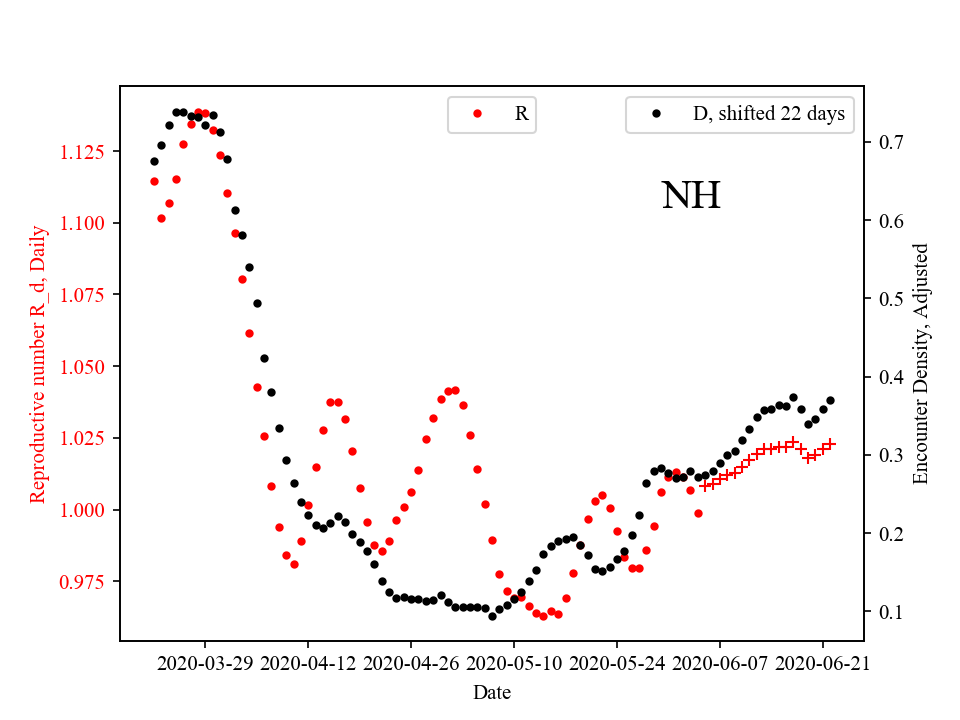 R
D, shifted 22 days
NH
Reproductive number R_d, Daily
1.125
1.100
1.075
1.050
1.025
1.000
0.975
0.7
0.6
0.5
0.4
0.3
0.2
0.1
Encounter Density, Adjusted
2020-03-29 2020-04-12 2020-04-26 2020-05-10 2020-05-24 2020-06-07 2020-06-21
Date